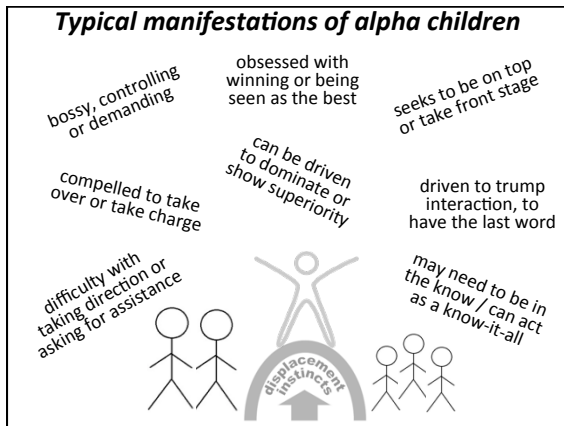 Typical manifestations of alpha children
bossy, controlling
or demanding
obsessed with
winning or being
seen as the best
seeks to be on top
or take front stage
compelled to take
over or take charge
can be driven
to dominate or
show superiority
driven to trump
interaction, to
have the last word
difficulty with
taking direction or
asking for assistance
may need to be in
the know / can act
as a know-it-all
displacement
instincts